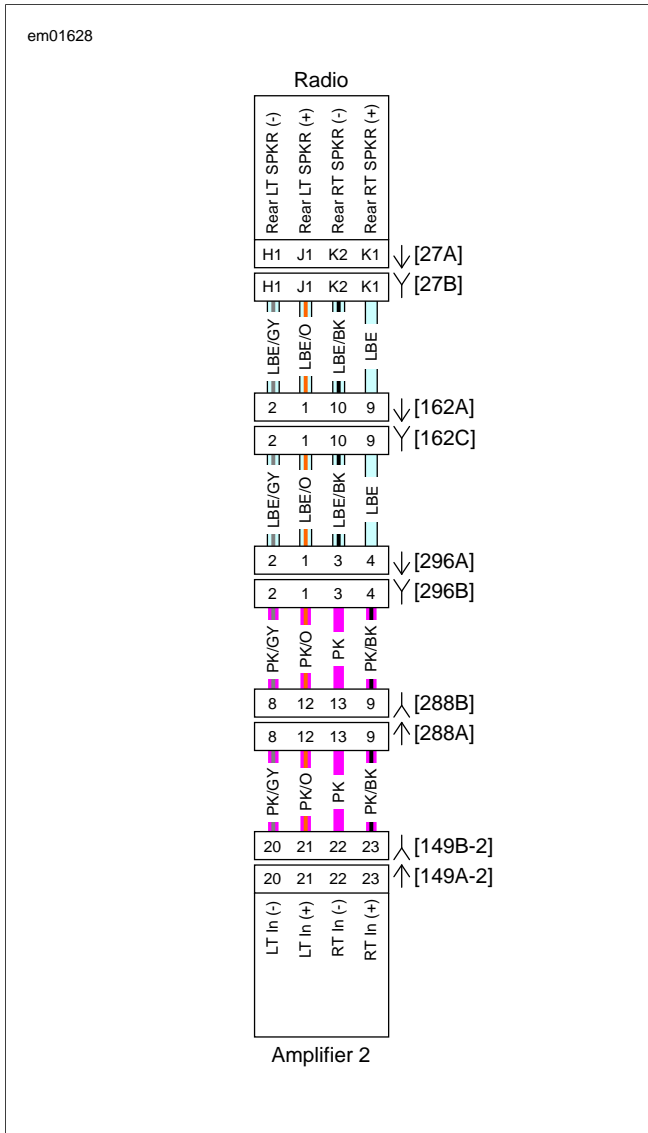 em01628
Radio
Rear LT SPKR (-)
Rear LT SPKR (+)
Rear RT SPKR (-)
Rear RT SPKR (+)
H1 J1 K2 K1 [27A]
H1 J1 K2 K1 [27B]
LBE/GY
LBE/O
LBE/BK
LBE
2 1 10 9 [162A]
2 1 10 9 [162C]
LBE/GY
LBE/O
LBE/BK
LBE
2 1 3 4 [296A]
2 1 3 4 [296B]
PK/GY
PK/O
PK
PK/BK
8 12 13 9 [288B]
8 12 13 9 [288A]
PK/GY
PK/O
PK
PK/BK
20 21 22 23 [149B-2]
20 21 22 23 [149A-2]
LT In (-)
LT In (+)
RT In (-)
RT In (+)
Amplifier 2